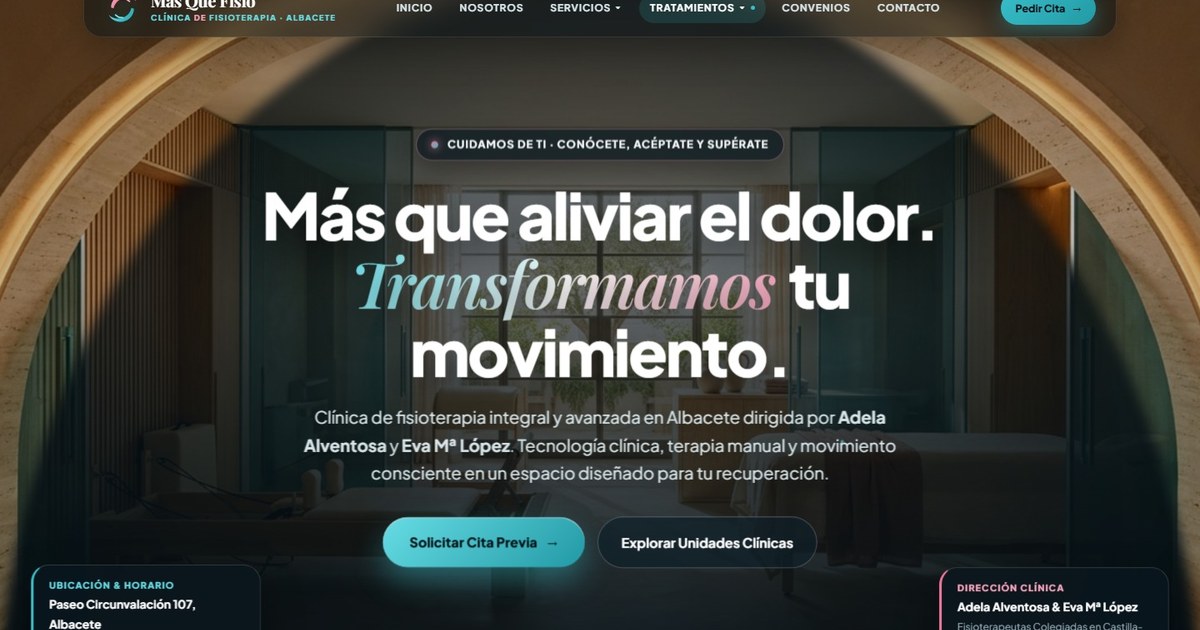 Más Que Fisio
CLÍNICA DE FISIOTERAPIA · ALBACETE
INICIO
NOSOTROS
SERVICIOS
TRATAMIENTOS
CONVENIOS
CONTACTO
Pedir Cita →
CUIDAMOS DE TI · CONÓCETE, ACÉPTATE Y SUPÉRATE
Más que aliviar el dolor.
Transformamos tu
movimiento.
Clínica de fisioterapia integral y avanzada en Albacete dirigida por Adela
Alventosa y Eva Mª López. Tecnología clínica, terapia manual y movimiento
consciente en un espacio diseñado para tu recuperación.
Solicitar Cita Previa →
Explorar Unidades Clínicas
UBICACIÓN & HORARIO
Paseo Circunvalación 107,
Albacete
DIRECCIÓN CLÍNICA
Adela Alventosa & Eva Mª López
Fisioterapeutas Colegiadas en Castilla-